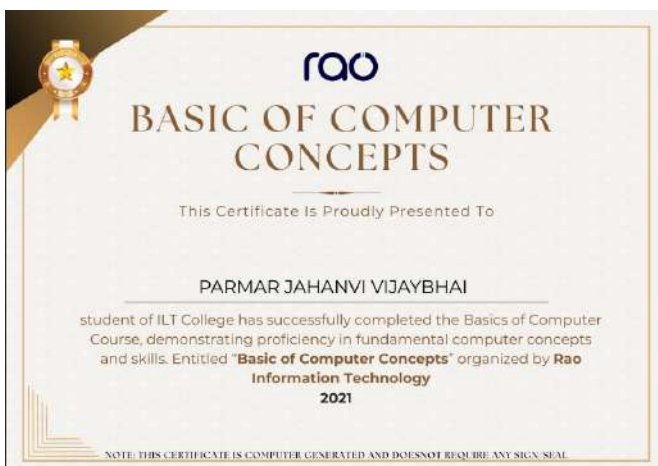 rao
BASIC OF COMPUTER
CONCEPTS
This Certificate Is Proudly Presented To
PARMAR JAHANVI VIJAYBHAI
student of ILT College has successfully completed the Basics of Computer
Course, demonstrating proficiency in fundamental computer concepts
and skills. Entitled "Basic of Computer Concepts" organized by Rao
Information Technology
2021
NOTE: THIS CERTIFICATE IS COMPUTER GENERATED AND DOESNOT REQUIRE ANY SIGN/SEAL